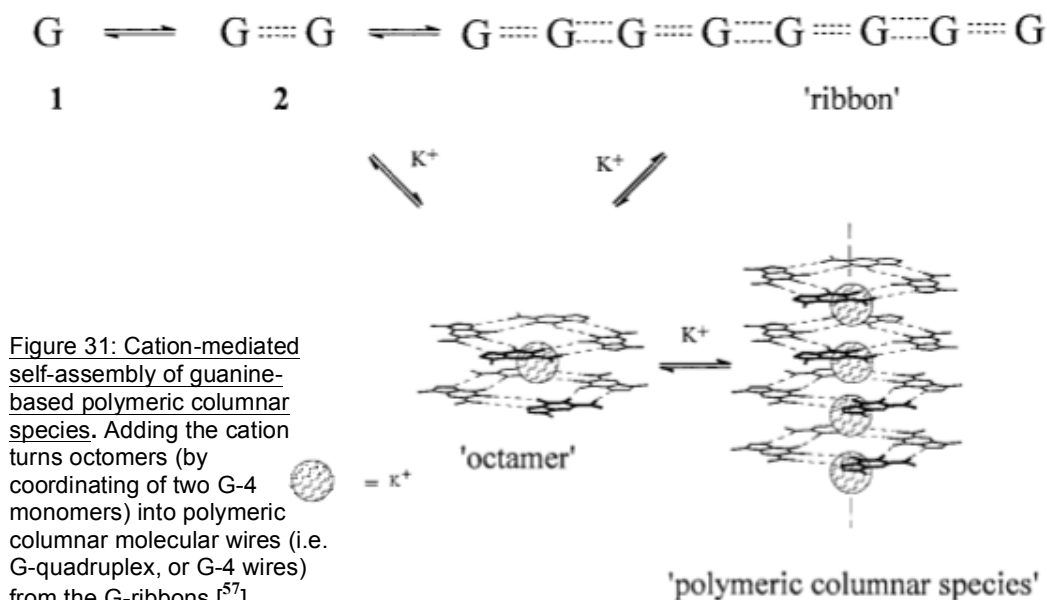 G ⇌ G G ⇌ G G G G G G G G
1 2 'ribbon'
K⁺ K⁺
K⁺
'octamer'
= K⁺
'polymeric columnar species'
Figure 31: Cation-mediated
self-assembly of guanine-
based polymeric columnar
species. Adding the cation
turns octomers (by
coordinating of two G-4
monomers) into polymeric
columnar molecular wires (i.e.
G-quadruplex, or G-4 wires)
from the G-ribbons.[57]